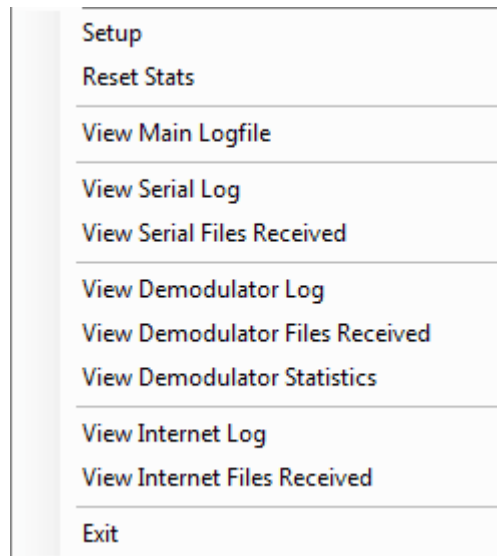 Setup
Reset Stats
View Main Logfile
View Serial Log
View Serial Files Received
View Demodulator Log
View Demodulator Files Received
View Demodulator Statistics
View Internet Log
View Internet Files Received
Exit